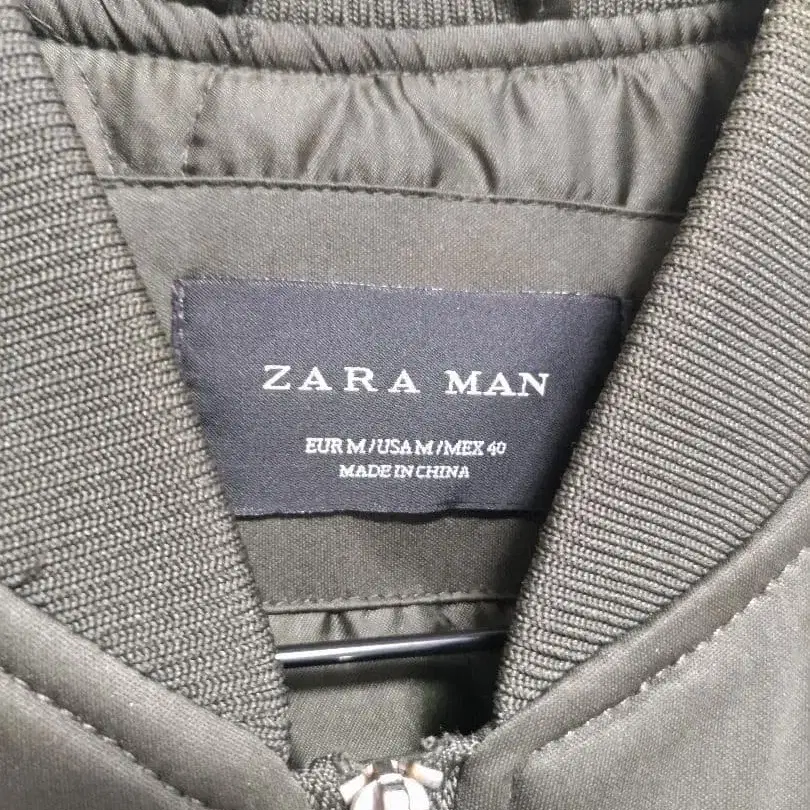 ZARA MAN
EUR M / USA M / MEX 40
MADE IN CHINA